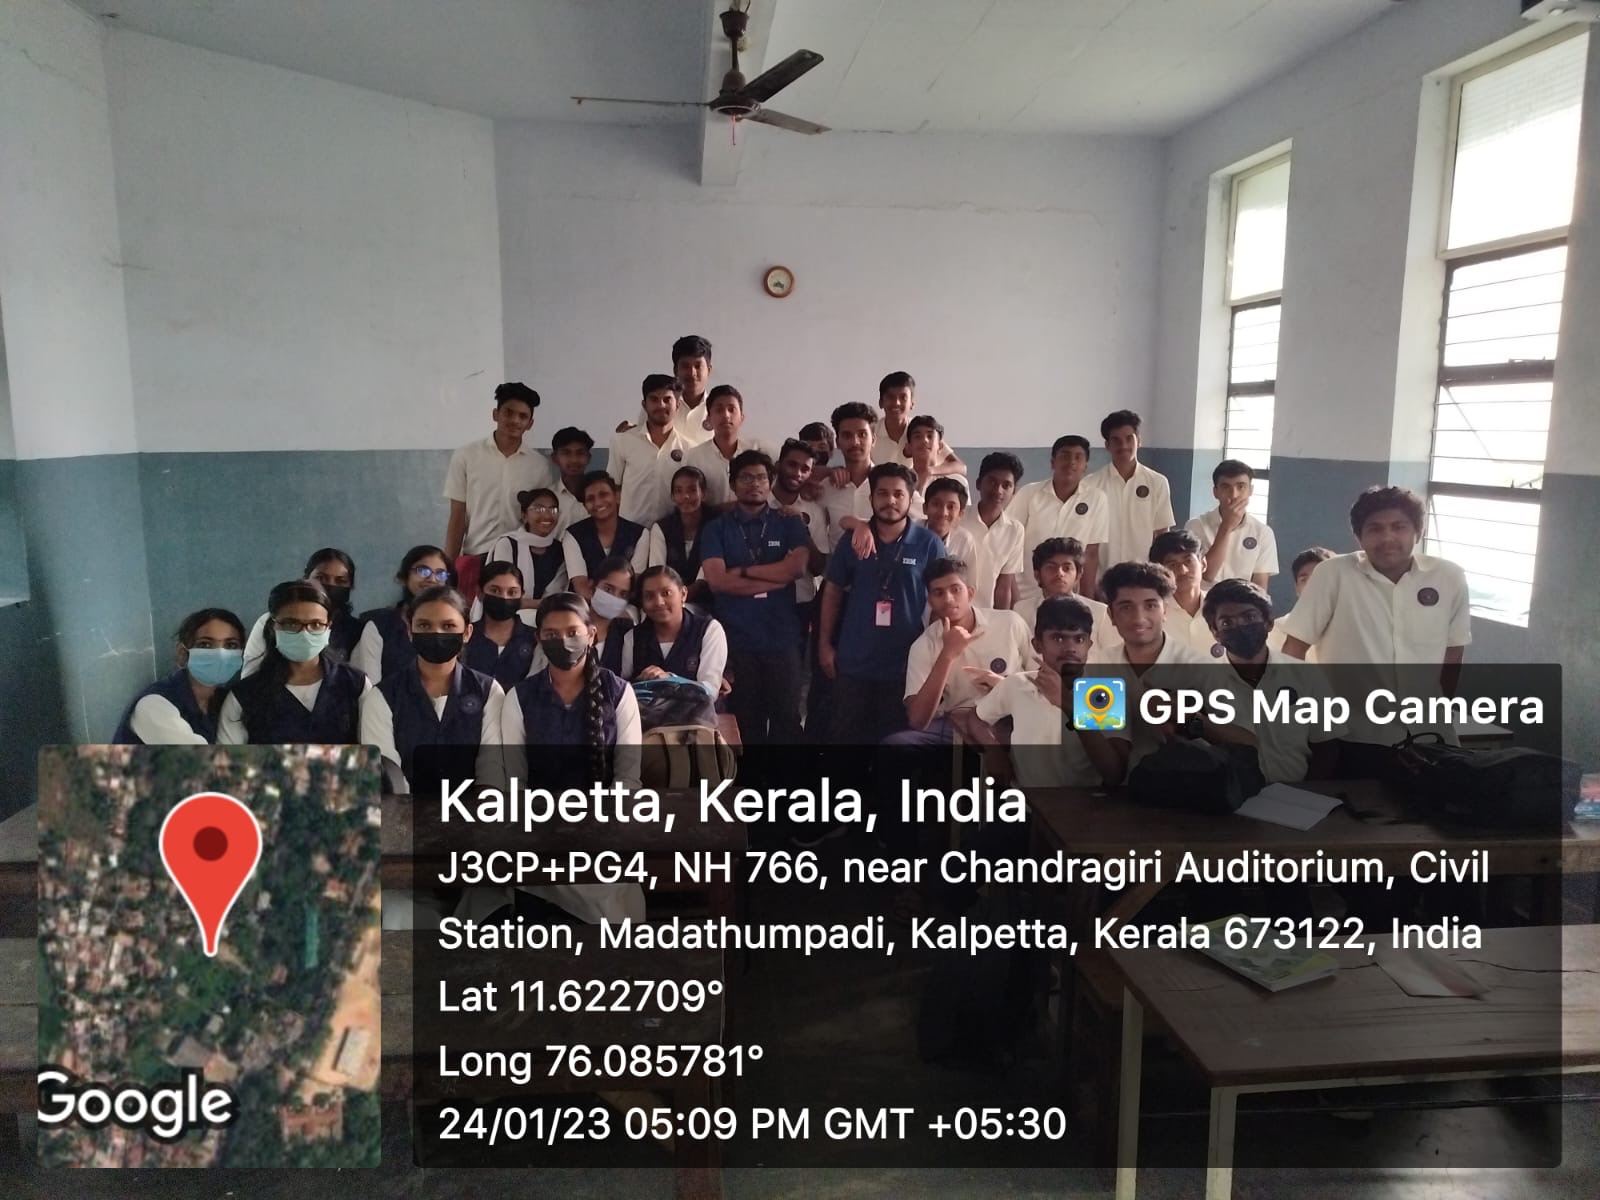 IBM
IBM
GPS Map Camera
Kalpetta, Kerala, India
J3CP+PG4, NH 766, near Chandragiri Auditorium, Civil
Station, Madathumpadi, Kalpetta, Kerala 673122, India
Lat 11.622709°
Long 76.085781°
24/01/23 05:09 PM GMT +05:30
Google